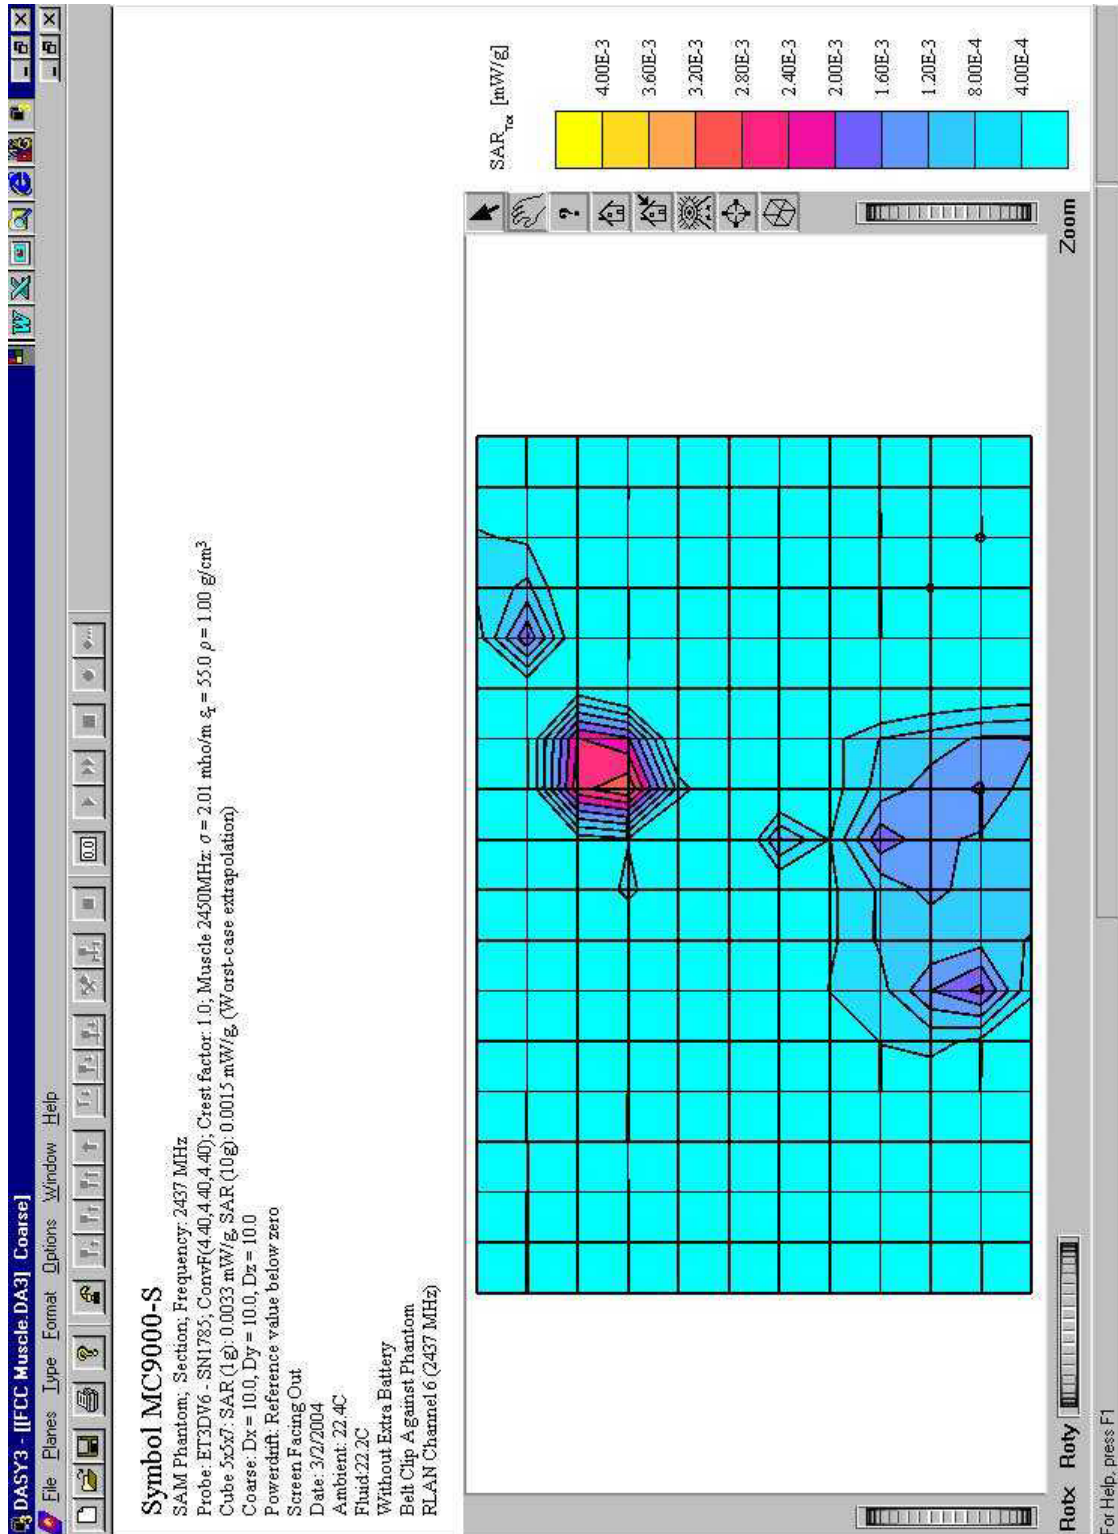 DASY3 - [[FCC Muscle.DA3] Coarse]
File Planes Type Format Options Window Help
0.0
Symbol MC9000-S
SAM Phantom; Section; Frequency: 2437 MHz
Probe: ET3DV6 - SN1785; ConvF(4.40,4.40,4.40); Crest factor: 1.0; Muscle 2450MHz: σ = 2.01 mho/m εr = 55.0 ρ = 1.00 g/cm³
Cube 5x5x7: SAR (1g): 0.0033 mW/g, SAR (10g): 0.0015 mW/g, (Worst-case extrapolation)
Coarse: Dx = 10.0, Dy = 10.0, Dz = 10.0
Powerdrift: Reference value below zero
Screen Facing Out
Date: 3/2/2004
Ambient: 22.4C
Fluid:22.2C
Without Extra Battery
Belt Clip Against Phantom
RLAN Channel 6 (2437 MHz)
SAR Tot [mW/g]
4.00E-3
3.60E-3
3.20E-3
2.80E-3
2.40E-3
2.00E-3
1.60E-3
1.20E-3
8.00E-4
4.00E-4
Rotx Roty Zoom
For Help, press F1